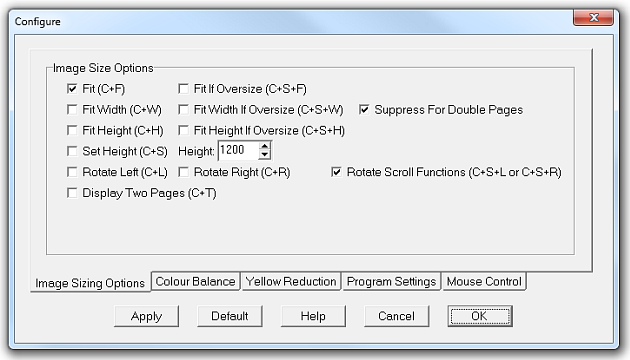 Configure
Image Size Options
Fit (C+F) Fit If Oversize (C+S+F)
Fit Width (C+W) Fit Width If Oversize (C+S+W) Suppress For Double Pages
Fit Height (C+H) Fit Height If Oversize (C+S+H)
Set Height (C+S) Height: 1200
Rotate Left (C+L) Rotate Right (C+R) Rotate Scroll Functions (C+S+L or C+S+R)
Display Two Pages (C+T)
Image Sizing Options Colour Balance Yellow Reduction Program Settings Mouse Control
Apply Default Help Cancel OK